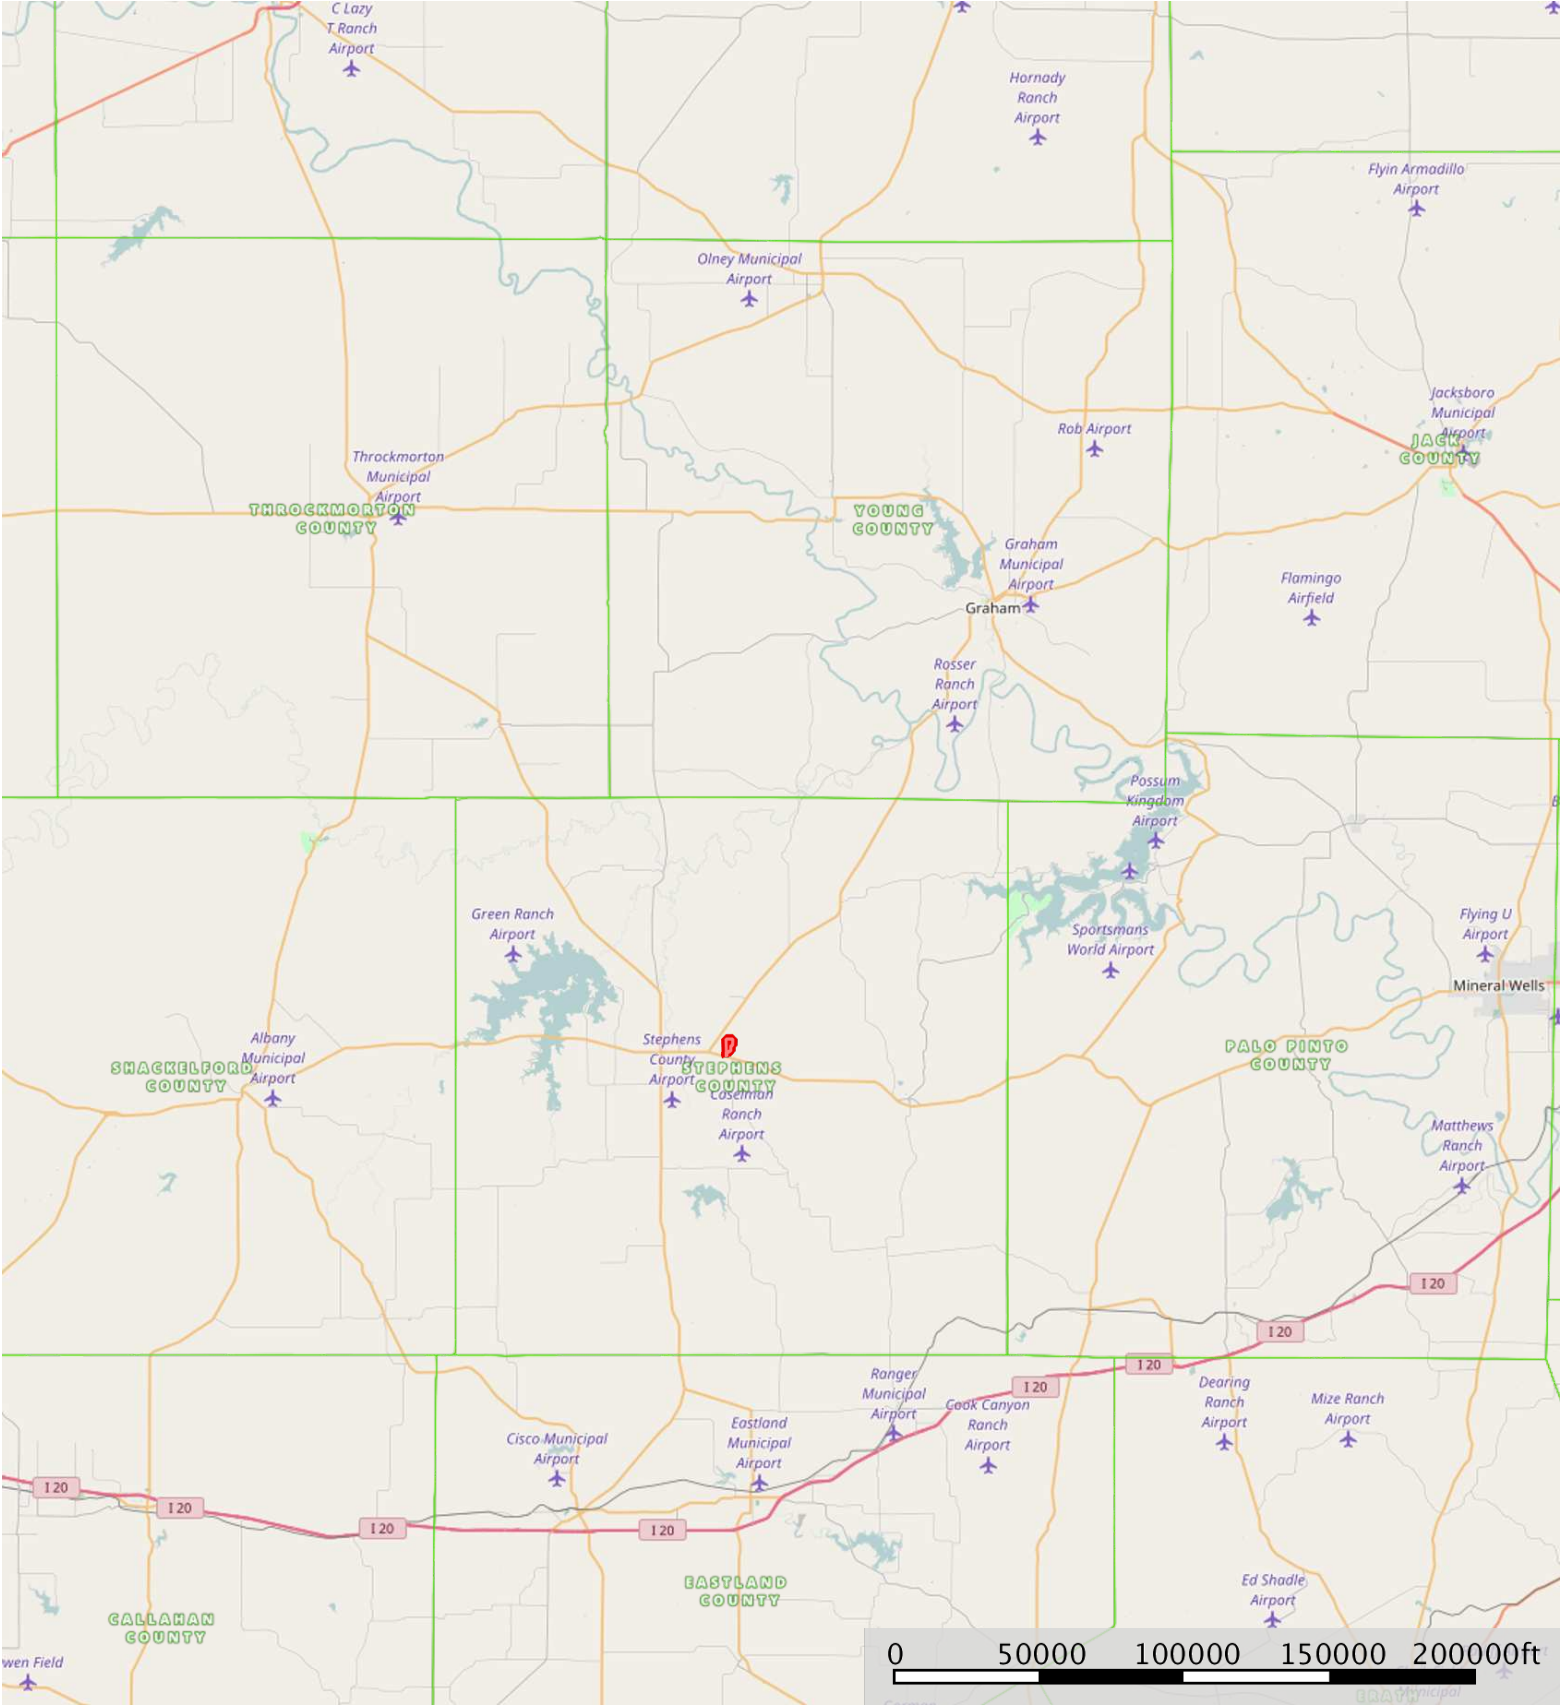 C Lazy
T Ranch
Airport
Hornady
Ranch
Airport
Flyin Armadillo
Airport
Olney Municipal
Airport
Jacksboro
Municipal
Airport
JACK
COUNTY
Rob Airport
Throckmorton
Municipal
Airport
THROCKMORTON
COUNTY
YOUNG
COUNTY
Graham
Municipal
Airport
Graham
Flamingo
Airfield
Rosser
Ranch
Airport
Possum
Kingdom
Airport
Green Ranch
Airport
Flying U
Airport
Sportsmans
World Airport
Mineral Wells
Albany
Municipal
Airport
SHACKELFORD
COUNTY
Stephens
County
Airport
STEPHENS
COUNTY
Caselman
Ranch
Airport
PALO PINTO
COUNTY
Matthews
Ranch
Airport
I 20
I 20
I 20
I 20
Ranger
Municipal
Airport
Cook Canyon
Ranch
Airport
Dearing
Ranch
Airport
Mize Ranch
Airport
Cisco Municipal
Airport
Eastland
Municipal
Airport
I 20
I 20
I 20
I 20
EASTLAND
COUNTY
Ed Shadle
Airport
CALLAHAN
COUNTY
wen Field
0 50000 100000 150000 200000ft